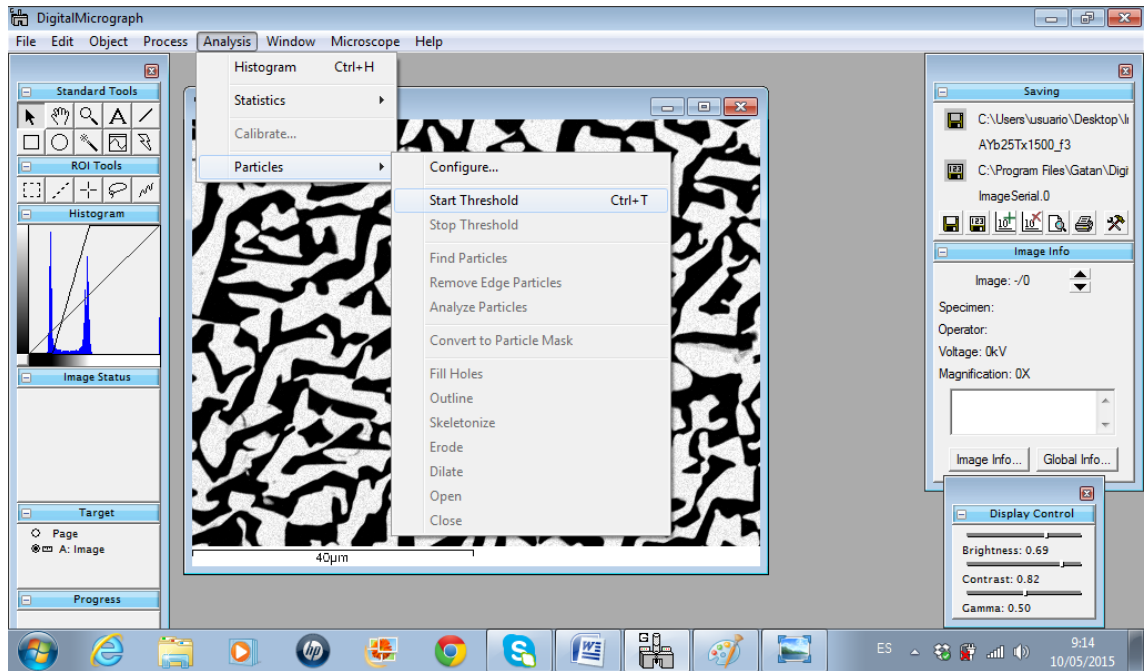 DigitalMicrograph
File Edit Object Process Analysis Window Microscope Help
Standard Tools
A
ROI Tools
Histogram
Image Status
Target
Page
A: Image
Progress
Histogram Ctrl+H
Statistics
Calibrate...
Particles
Configure...
Start Threshold Ctrl+T
Stop Threshold
Find Particles
Remove Edge Particles
Analyze Particles
Convert to Particle Mask
Fill Holes
Outline
Skeletonize
Erode
Dilate
Open
Close
40µm
Saving
C:\Users\usuario\Desktop\
AYb25Tx1500_f3
C:\Program Files\Gatan\Digi
ImageSerial.0
Image Info
Image: -/0
Specimen:
Operator:
Voltage: 0kV
Magnification: 0X
Image Info... Global Info...
Display Control
Brightness: 0.69
Contrast: 0.82
Gamma: 0.50
ES
9:14
10/05/2015